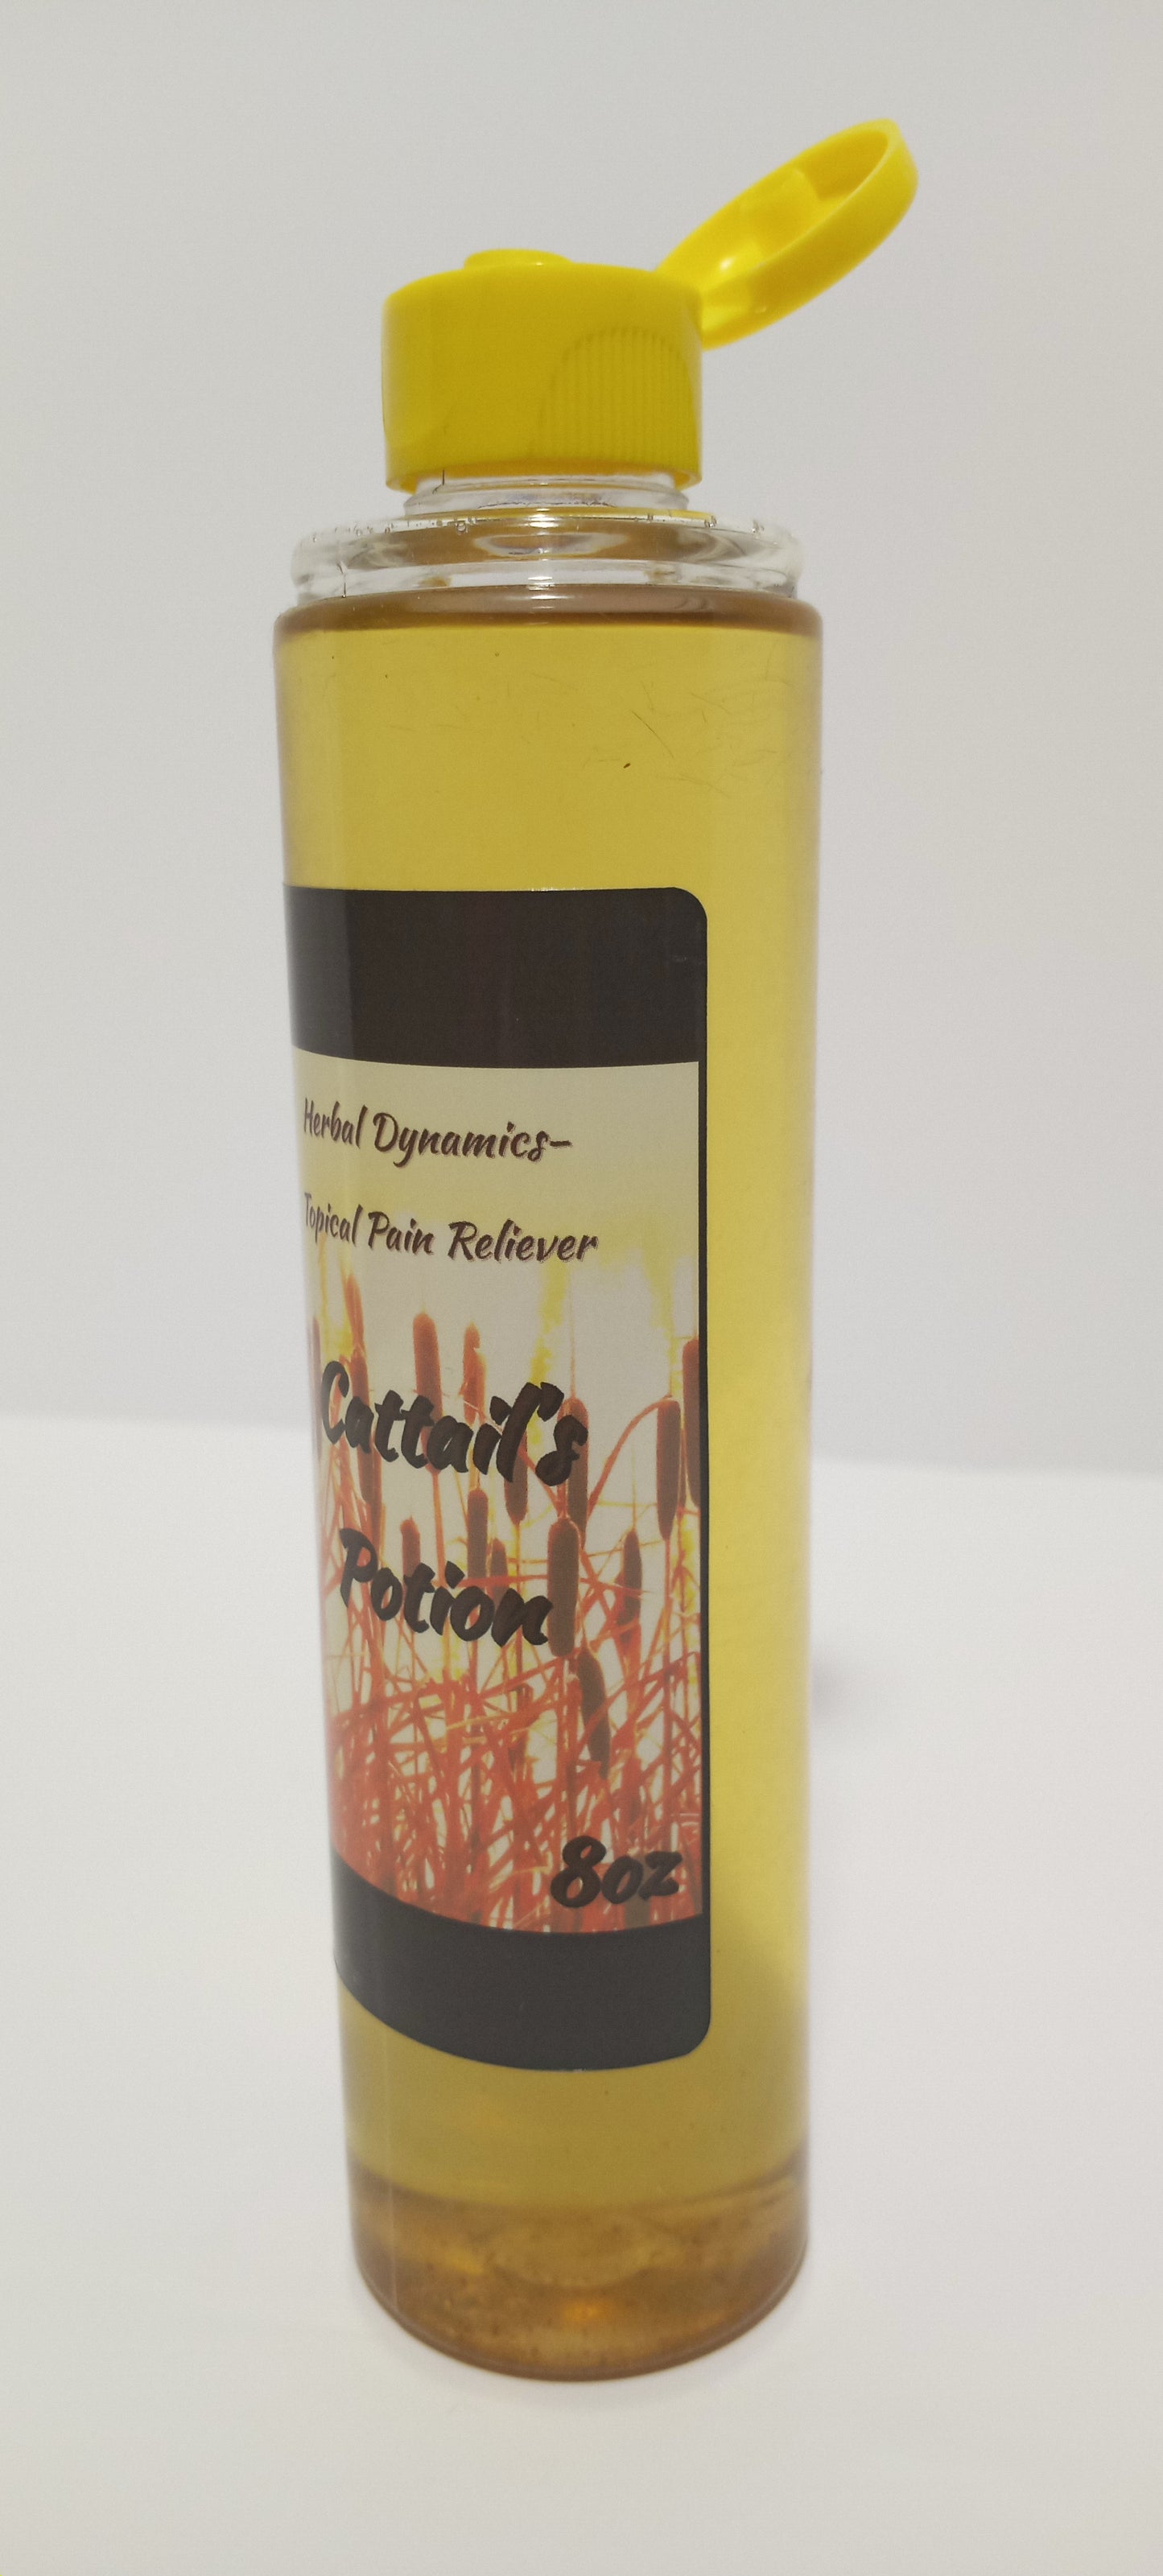 Herbal Dynamics-
Topical Pain Reliever
Cattail's
Potion
8oz